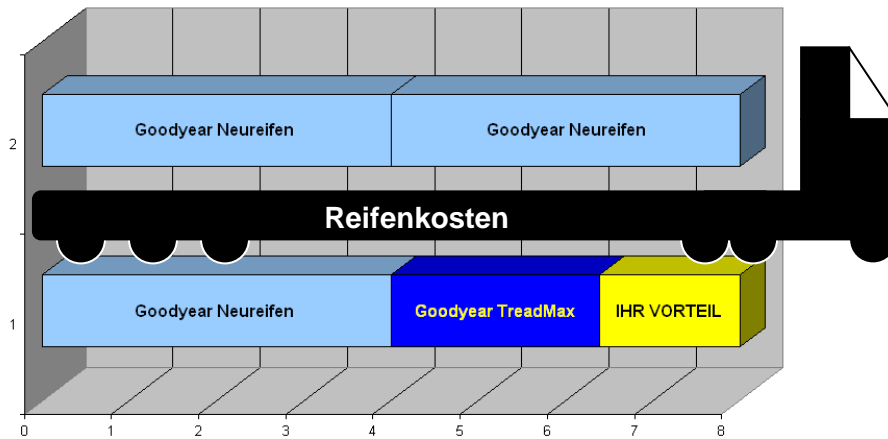 2
Goodyear Neureifen
Goodyear Neureifen
Reifenkosten
1
Goodyear Neureifen
Goodyear TreadMax
IHR VORTEIL
0 1 2 3 4 5 6 7 8